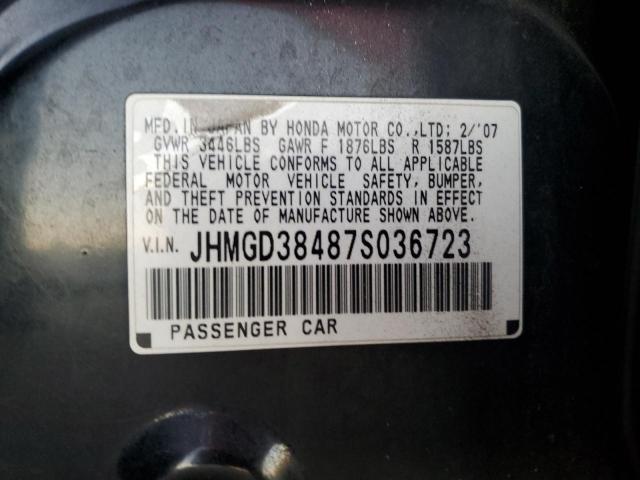 MFD. IN JAPAN BY HONDA MOTOR CO.,LTD; 2/'07
GVWR 3446LBS GAWR F 1876LBS R 1587LBS
THIS VEHICLE CONFORMS TO ALL APPLICABLE
FEDERAL MOTOR VEHICLE SAFETY, BUMPER,
AND THEFT PREVENTION STANDARDS IN EFFECT
ON THE DATE OF MANUFACTURE SHOWN ABOVE.
V.I.N. JHMGD38487S036723
PASSENGER CAR